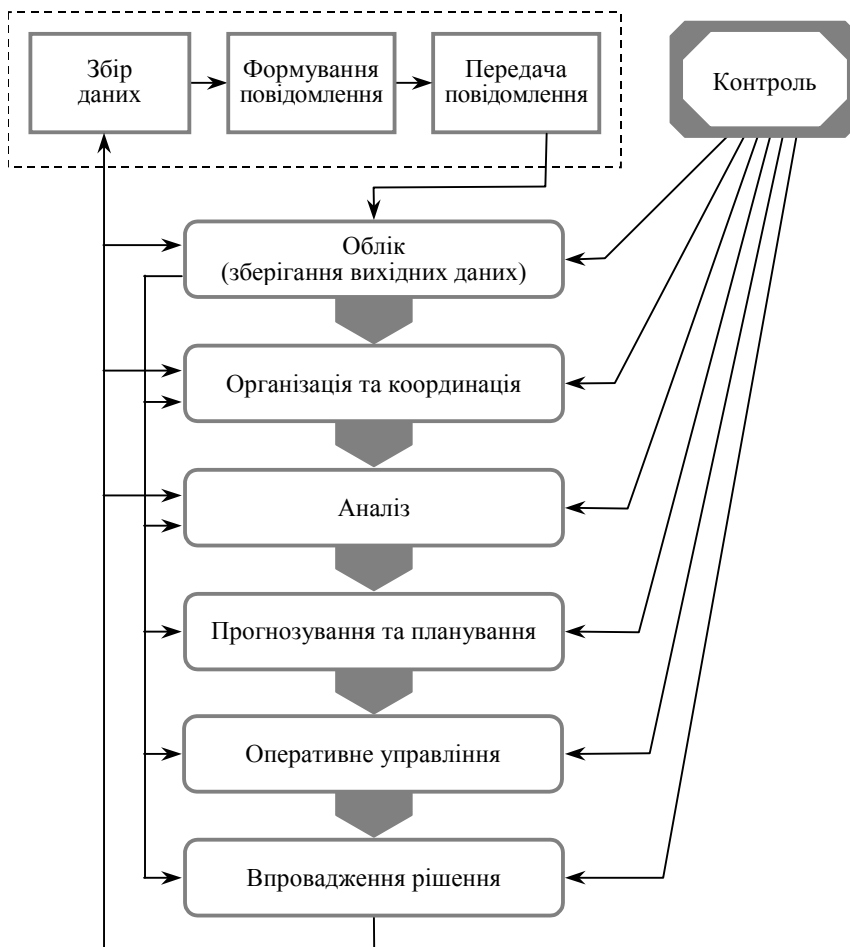 Збір
даних
Формування
повідомлення
Передача
повідомлення
Контроль
Облік
(зберігання вихідних даних)
Організація та координація
Аналіз
Прогнозування та планування
Оперативне управління
Впровадження рішення